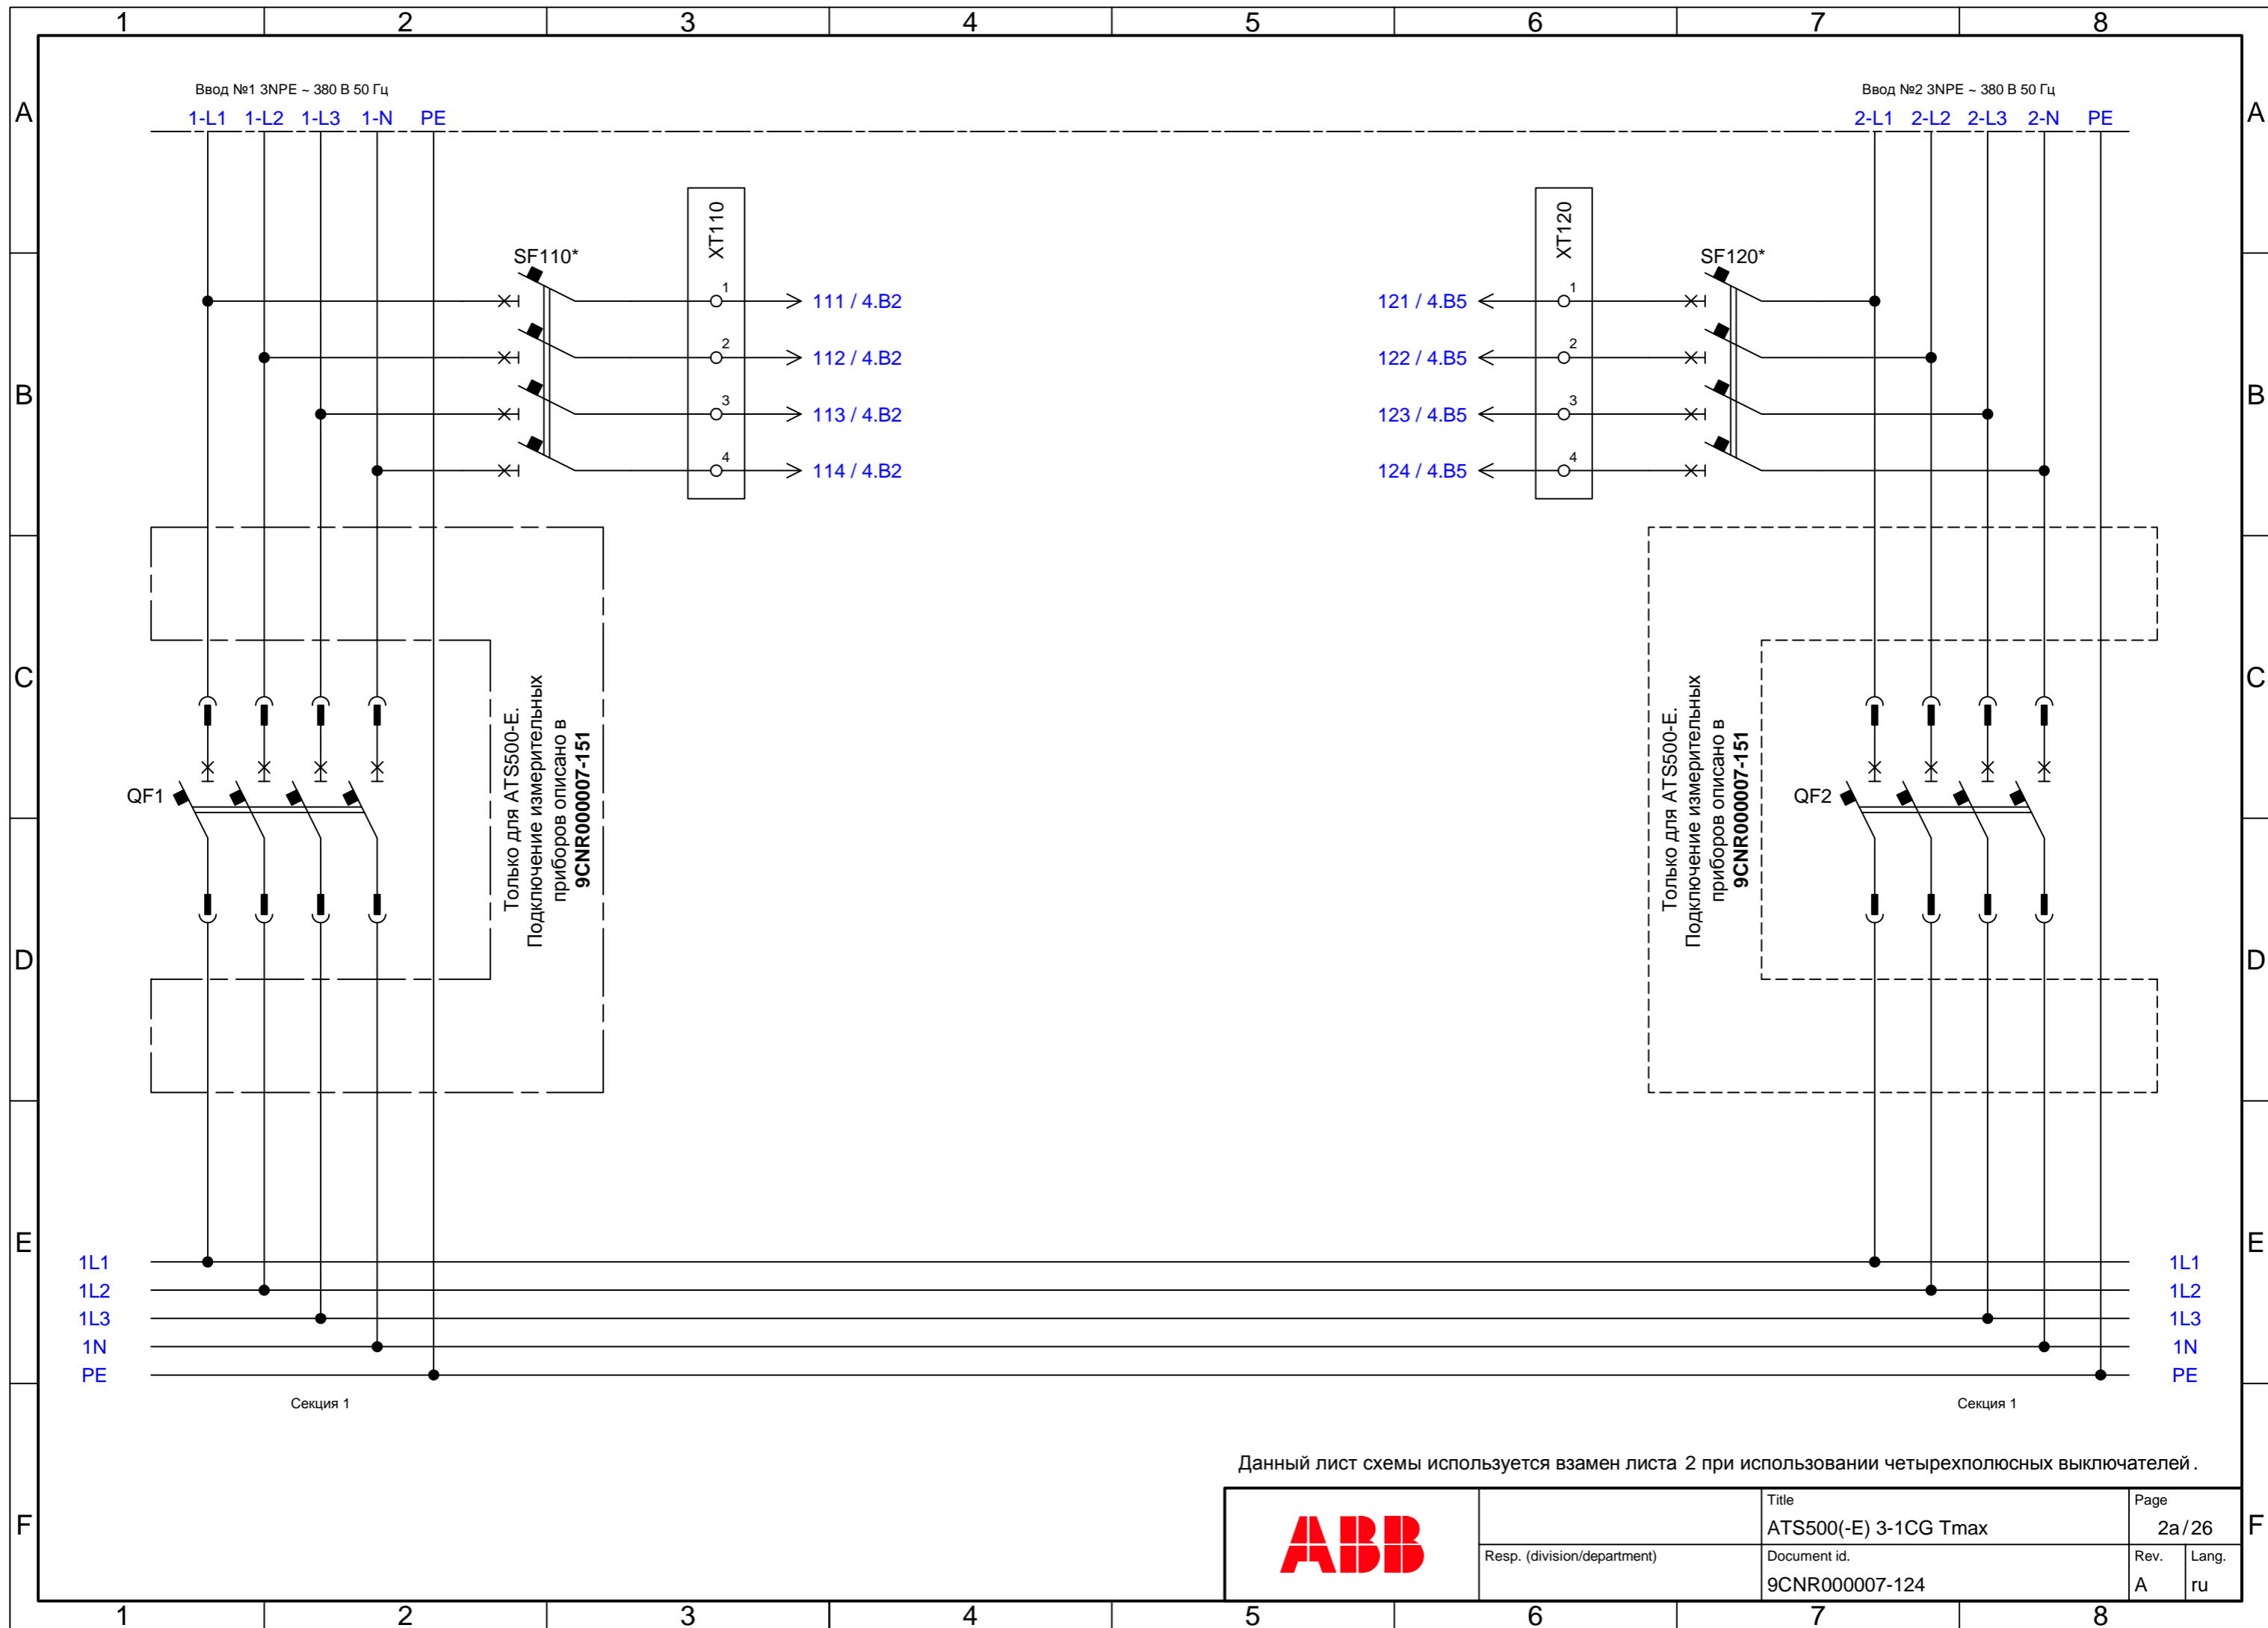 1 2 3 4 5 6 7 8
A A
Ввод №1 3NPE ~ 380 В 50 Гц
1-L1 1-L2 1-L3 1-N PE
Ввод №2 3NPE ~ 380 В 50 Гц
2-L1 2-L2 2-L3 2-N PE
SF110*
XT110
XT120
SF120*
1 111 / 4.B2
2 112 / 4.B2
3 113 / 4.B2
4 114 / 4.B2
121 / 4.B5 1
122 / 4.B5 2
123 / 4.B5 3
124 / 4.B5 4
B B
C C
QF1
Только для ATS500-E.
Подключение измерительных
приборов описано в
9CNR000007-151
Только для ATS500-E.
Подключение измерительных
приборов описано в
9CNR000007-151
QF2
D D
E E
1L1 1L1
1L2 1L2
1L3 1L3
1N 1N
PE PE
Секция 1
Секция 1
Данный лист схемы используется взамен листа 2 при использовании четырехполюсных выключателей.
F F
ABB
Resp. (division/department)
Title
ATS500(-E) 3-1CG Tmax
Page
2a/26
Document id.
9CNR000007-124
Rev.
A
Lang.
ru
1 2 3 4 5 6 7 8